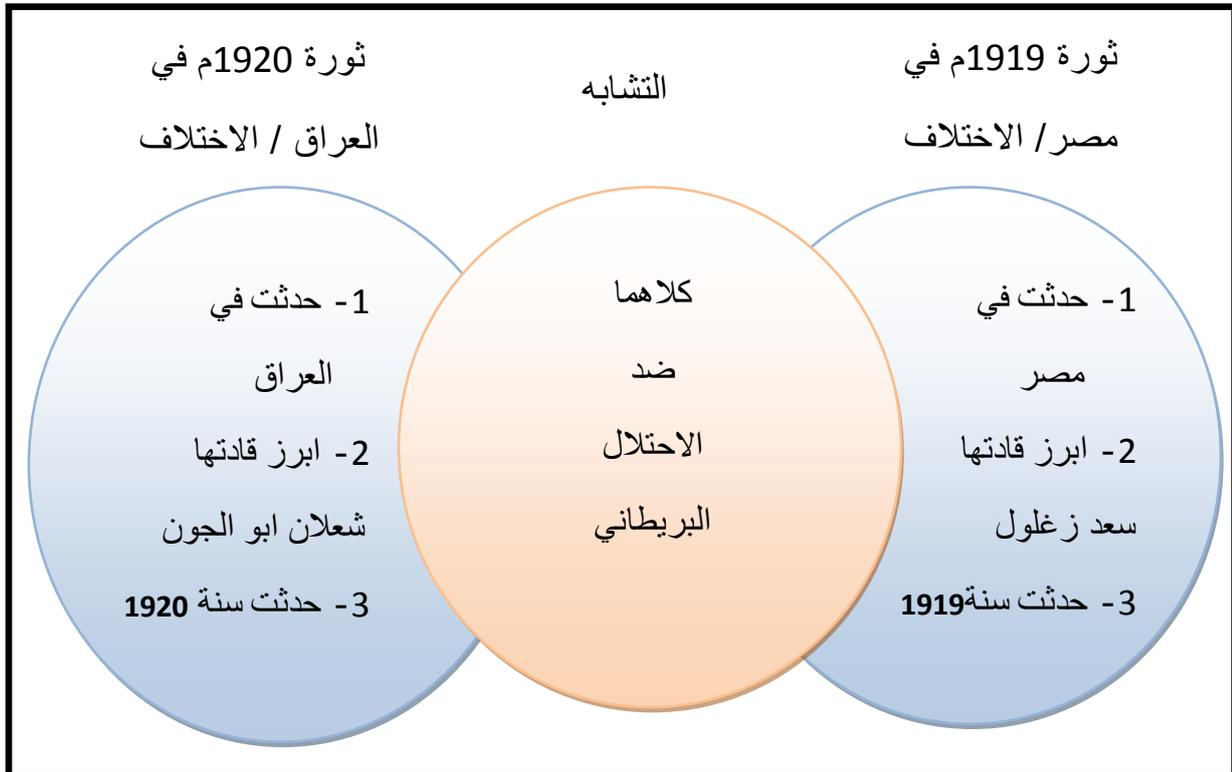 ثورة 1919م في
مصر/ الاختلاف
التشابه
ثورة 1920م في
العراق / الاختلاف
1- حدثت في
مصر
2- ابرز قادتها
سعد زغلول
3- حدثت سنة1919
كلاهما
ضد
الاحتلال
البريطاني
1- حدثت في
العراق
2- ابرز قادتها
شعلان ابو الجون
3- حدثت سنة 1920